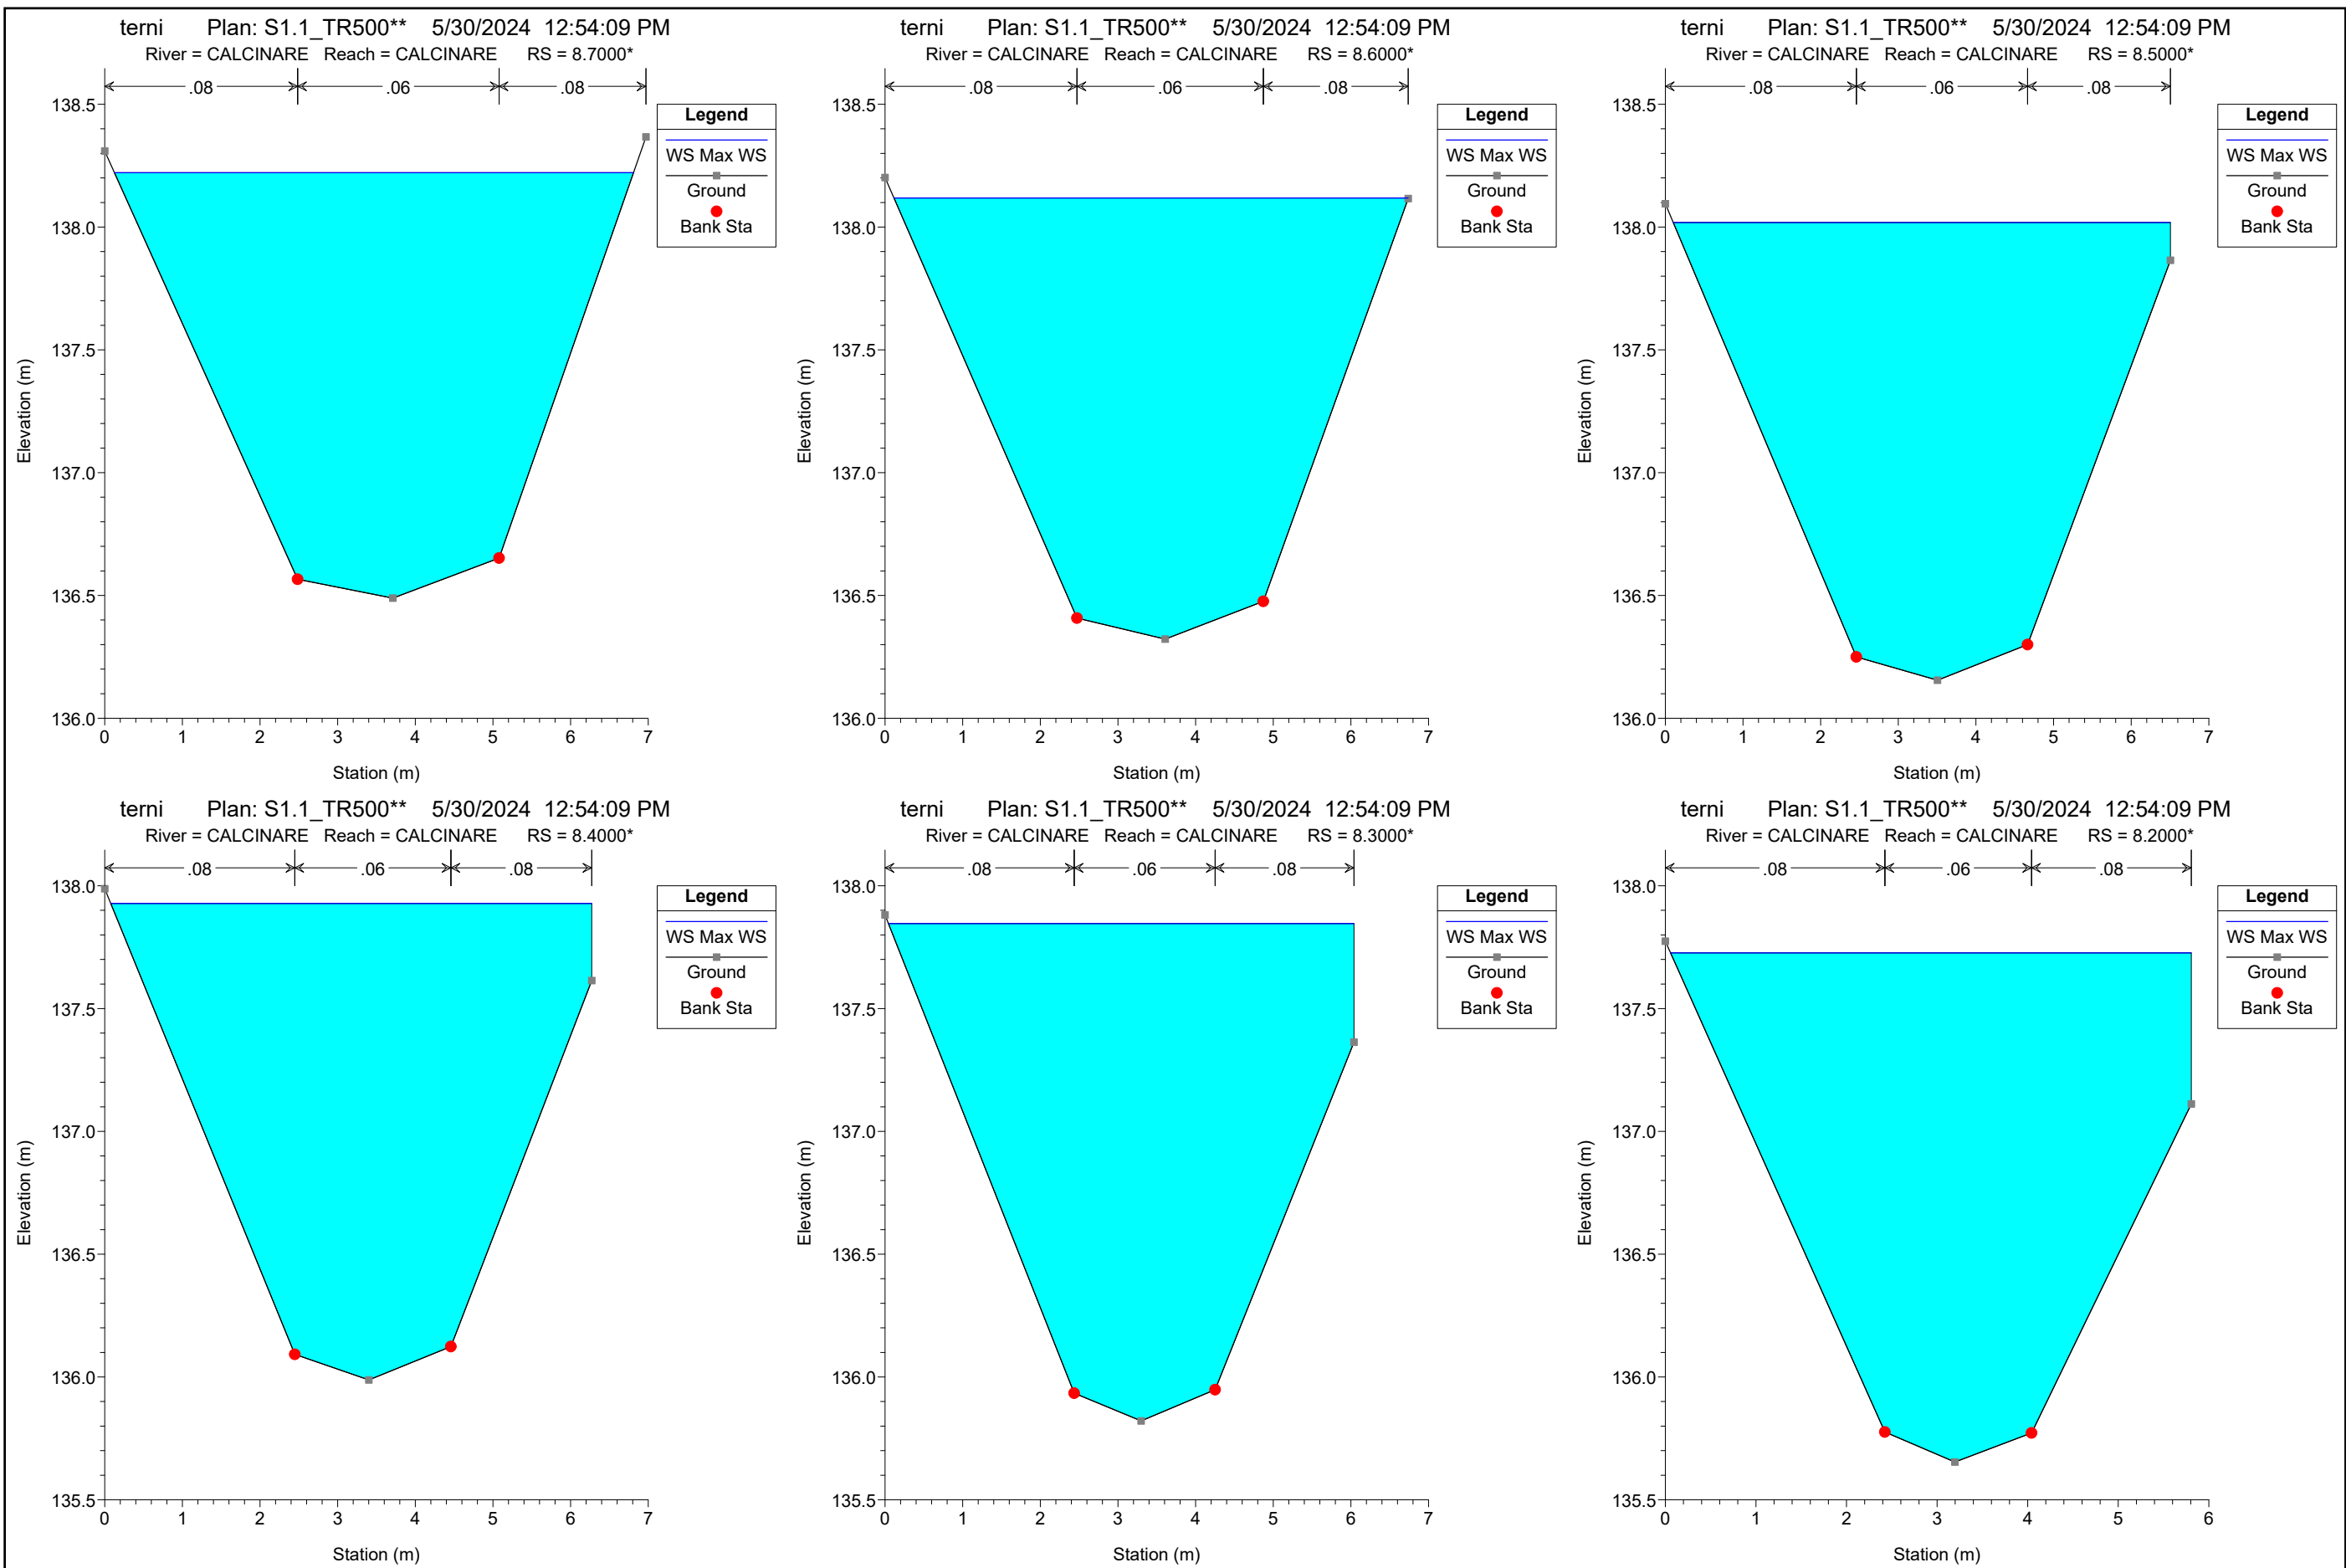 terni Plan: S1.1_TR500** 5/30/2024 12:54:09 PM
River = CALCINARE Reach = CALCINARE RS = 8.7000*
.08 .06 .08
138.5
138.0
137.5
137.0
136.5
136.0
Elevation (m)
0 1 2 3 4 5 6 7
Station (m)
Legend
WS Max WS
Ground
Bank Sta
terni Plan: S1.1_TR500** 5/30/2024 12:54:09 PM
River = CALCINARE Reach = CALCINARE RS = 8.6000*
.08 .06 .08
138.5
138.0
137.5
137.0
136.5
136.0
Elevation (m)
0 1 2 3 4 5 6 7
Station (m)
Legend
WS Max WS
Ground
Bank Sta
terni Plan: S1.1_TR500** 5/30/2024 12:54:09 PM
River = CALCINARE Reach = CALCINARE RS = 8.5000*
.08 .06 .08
138.5
138.0
137.5
137.0
136.5
136.0
Elevation (m)
0 1 2 3 4 5 6 7
Station (m)
Legend
WS Max WS
Ground
Bank Sta
terni Plan: S1.1_TR500** 5/30/2024 12:54:09 PM
River = CALCINARE Reach = CALCINARE RS = 8.4000*
.08 .06 .08
138.0
137.5
137.0
136.5
136.0
135.5
Elevation (m)
0 1 2 3 4 5 6 7
Station (m)
Legend
WS Max WS
Ground
Bank Sta
terni Plan: S1.1_TR500** 5/30/2024 12:54:09 PM
River = CALCINARE Reach = CALCINARE RS = 8.3000*
.08 .06 .08
138.0
137.5
137.0
136.5
136.0
135.5
Elevation (m)
0 1 2 3 4 5 6 7
Station (m)
Legend
WS Max WS
Ground
Bank Sta
terni Plan: S1.1_TR500** 5/30/2024 12:54:09 PM
River = CALCINARE Reach = CALCINARE RS = 8.2000*
.08 .06 .08
138.0
137.5
137.0
136.5
136.0
135.5
Elevation (m)
0 1 2 3 4 5 6
Station (m)
Legend
WS Max WS
Ground
Bank Sta